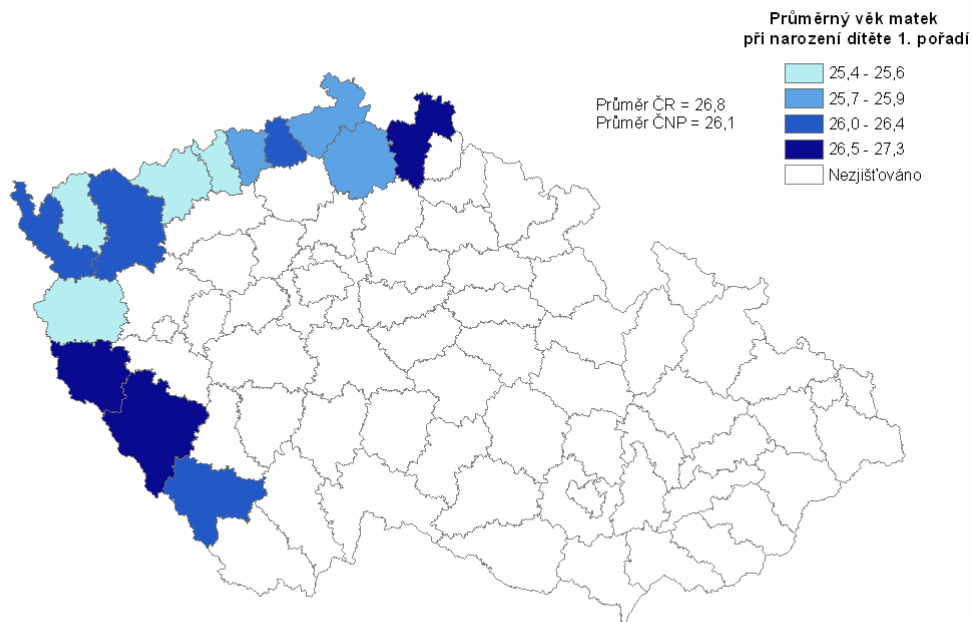 Průměrný věk matek
při narození dítěte 1. pořadí
25,4 - 25,6
25,7 - 25,9
26,0 - 26,4
26,5 - 27,3
Nezjišťováno
Průměr ČR = 26,8
Průměr ČNP = 26,1